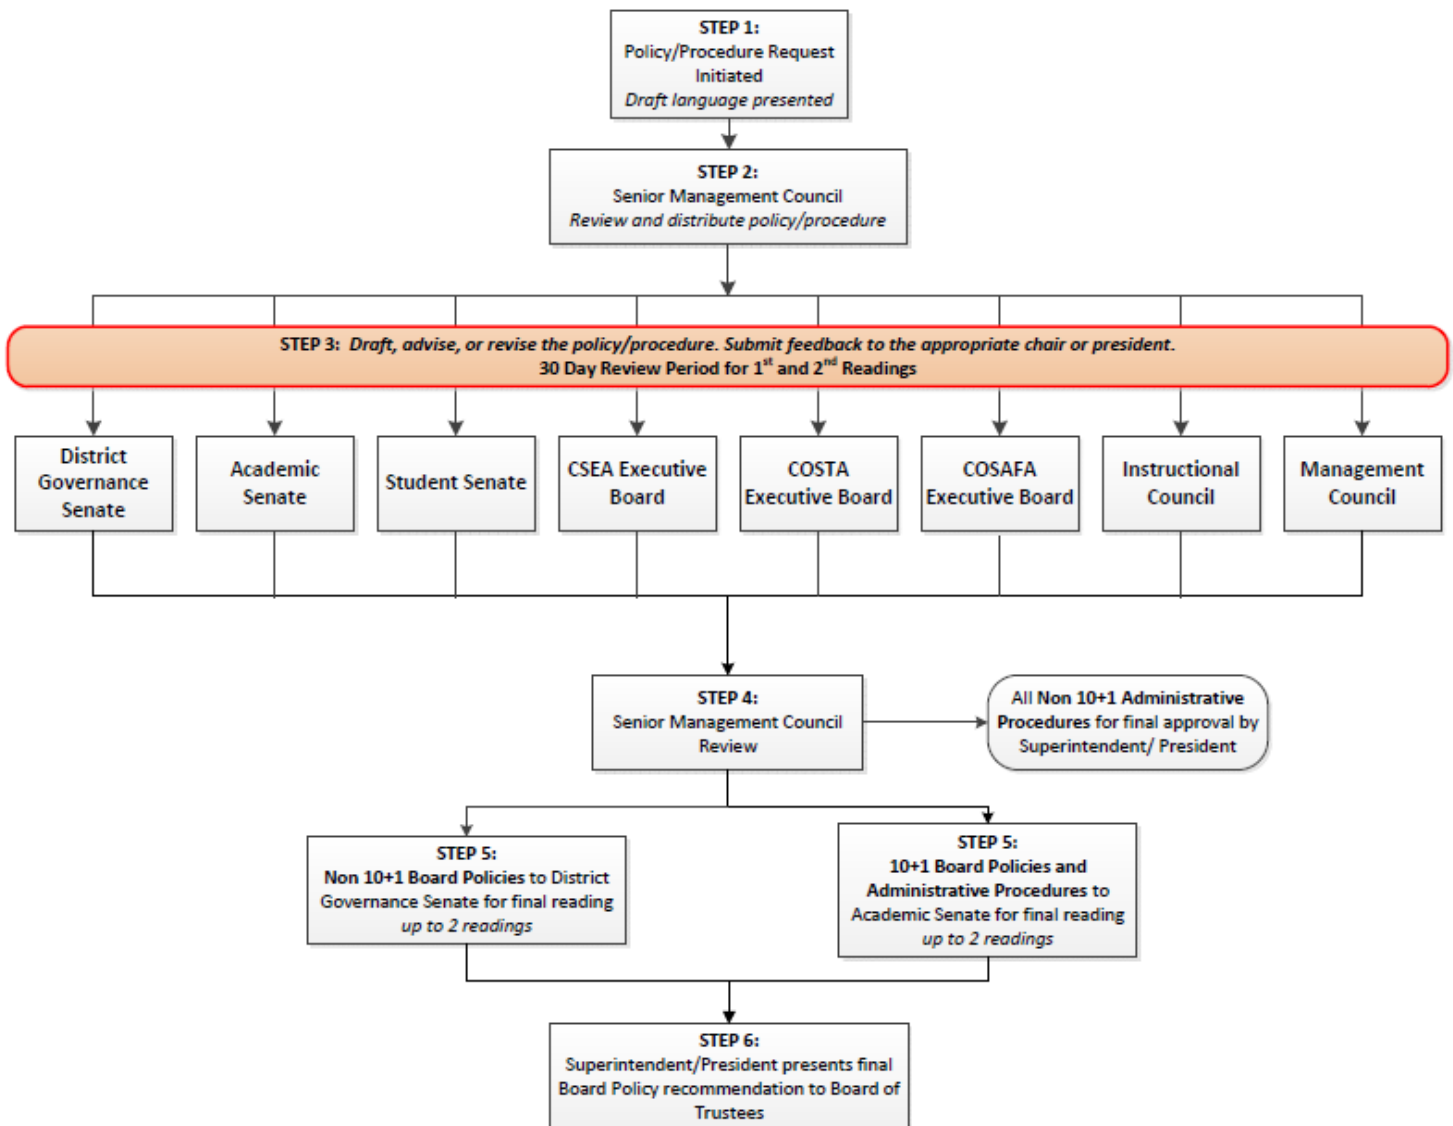 STEP 1:
Policy/Procedure Request
Initiated
Draft language presented
STEP 2:
Senior Management Council
Review and distribute policy/procedure
STEP 3: Draft, advise, or revise the policy/procedure. Submit feedback to the appropriate chair or president.
30 Day Review Period for 1st and 2nd Readings
District
Governance
Senate
Academic
Senate
Student Senate
CSEA Executive
Board
COSTA
Executive Board
COSAFA
Executive Board
Instructional
Council
Management
Council
STEP 4:
Senior Management Council
Review
All Non 10+1 Administrative
Procedures for final approval by
Superintendent/ President
STEP 5:
Non 10+1 Board Policies to District
Governance Senate for final reading
up to 2 readings
STEP 5:
10+1 Board Policies and
Administrative Procedures to
Academic Senate for final reading
up to 2 readings
STEP 6:
Superintendent/President presents final
Board Policy recommendation to Board of
Trustees